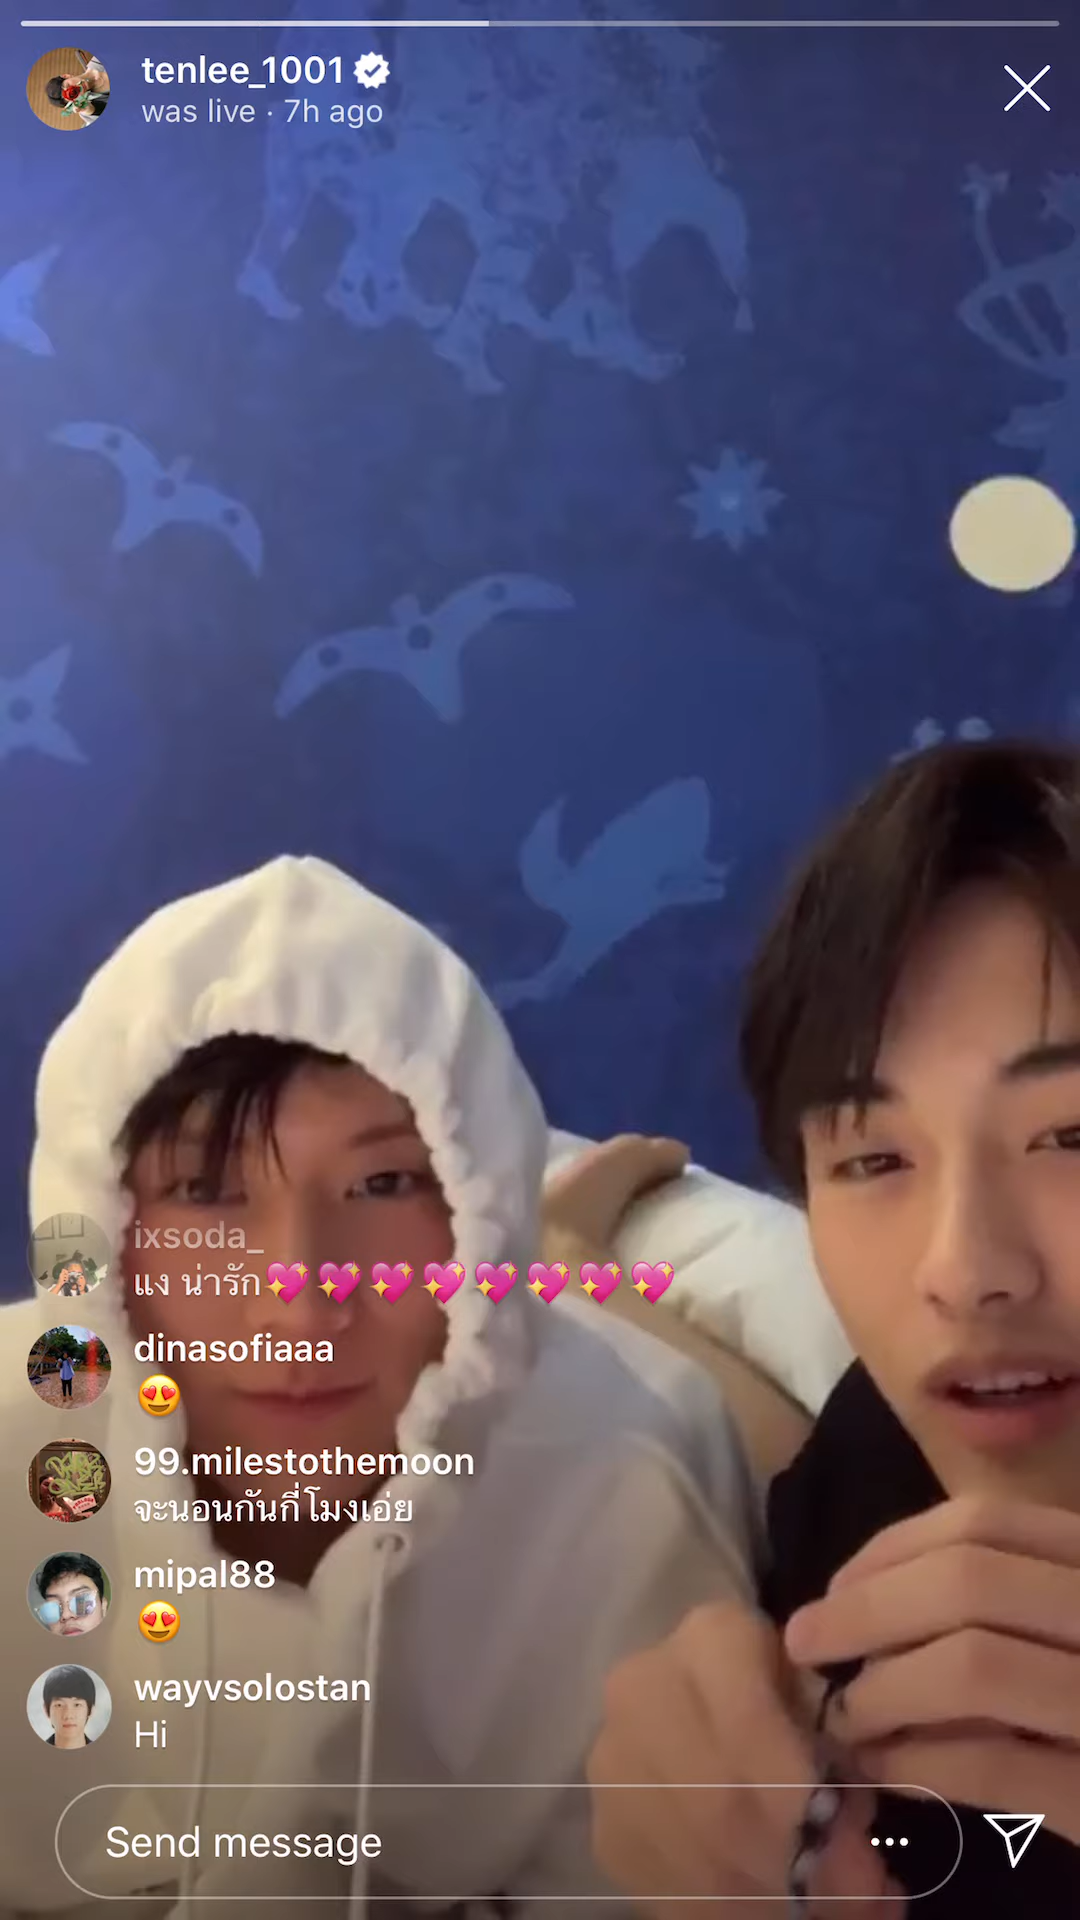 tenlee_1001
was live · 7h ago
ixsoda_
แง น่ารัก💖💖💖💖💖💖💖💖
dinasofiaaa
😍
99.milestothemoon
จะนอนกันกี่โมงเอ่ย
mipal88
😍
wayvsolostan
Hi
Send message